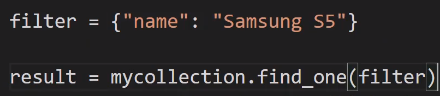 filter = {"name": "Samsung S5"}
result = mycollection.find_one(filter)